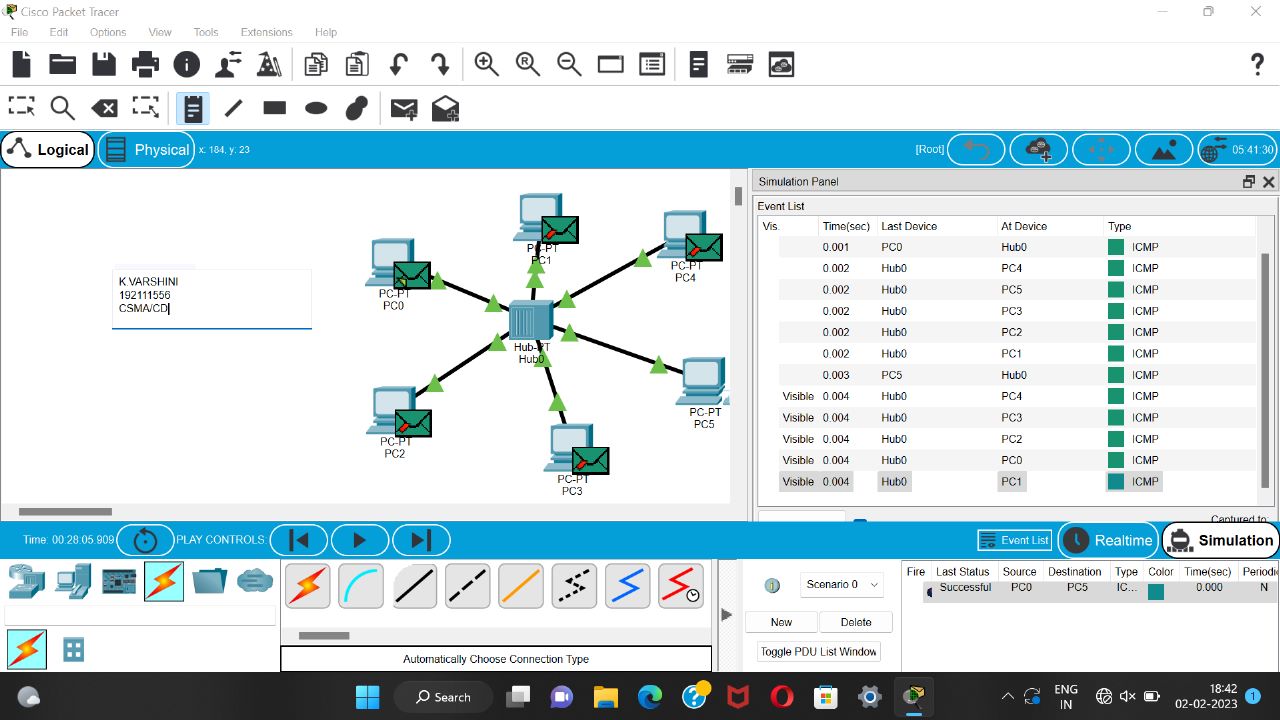 Cisco Packet Tracer
File Edit Options View Tools Extensions Help
Logical Physical x: 184, y: 23 [Root] 05:41:30
K.VARSHINI
192111556
CSMA/CD
PC-PT
PC1
PC-PT
PC4
PC-PT
PC0
Hub-PT
Hub0
PC-PT
PC5
PC-PT
PC2
PC-PT
PC3
Simulation Panel
Event List
Vis. Time(sec) Last Device At Device Type
0.001 PC0 Hub0 ICMP
0.002 Hub0 PC4 ICMP
0.002 Hub0 PC5 ICMP
0.002 Hub0 PC3 ICMP
0.002 Hub0 PC2 ICMP
0.002 Hub0 PC1 ICMP
0.003 PC5 Hub0 ICMP
Visible 0.004 Hub0 PC4 ICMP
Visible 0.004 Hub0 PC3 ICMP
Visible 0.004 Hub0 PC2 ICMP
Visible 0.004 Hub0 PC0 ICMP
Visible 0.004 Hub0 PC1 ICMP
Captured to
Time: 00:28:05.909 PLAY CONTROLS: Event List Realtime Simulation
Automatically Choose Connection Type
Scenario 0
New Delete
Toggle PDU List Window
Fire Last Status Source Destination Type Color Time(sec) Periodic
Successful PC0 PC5 IC... 0.000 N
Search
ENG
IN
18:42
02-02-2023
1